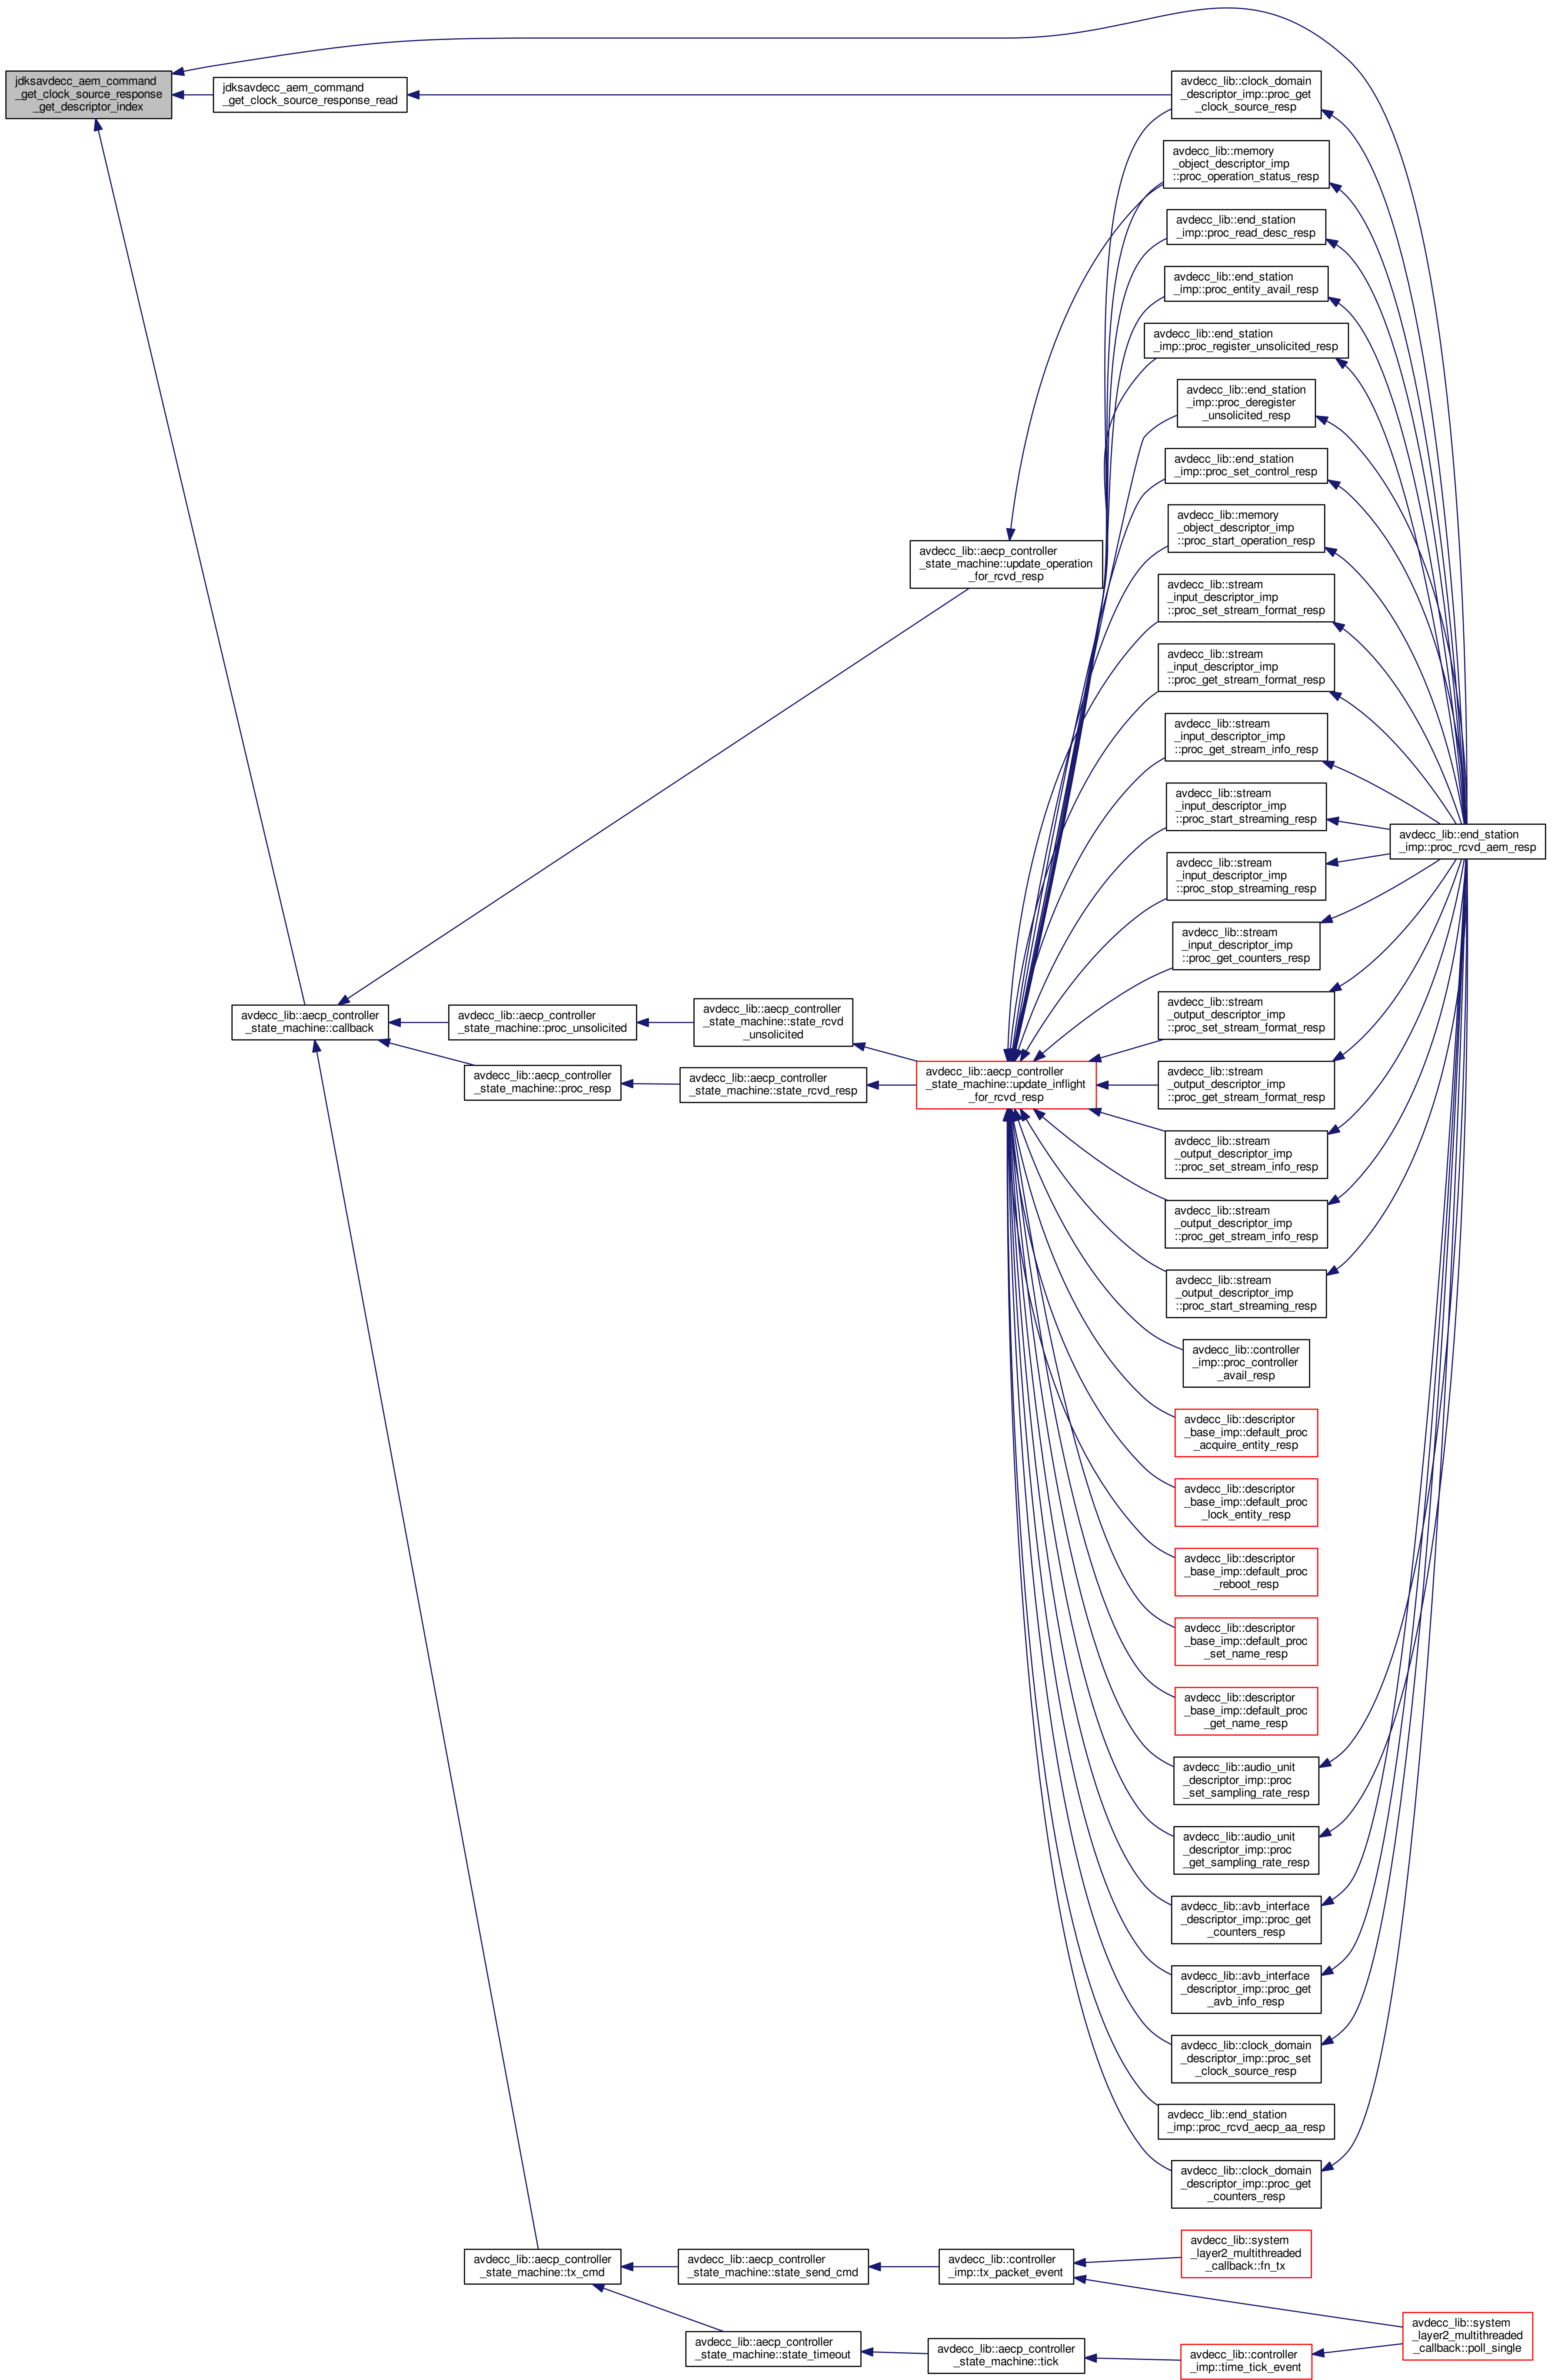 jdksavdecc_aem_command
_get_clock_source_response
_get_descriptor_index
jdksavdecc_aem_command
_get_clock_source_response_read
avdecc_lib::clock_domain
_descriptor_imp::proc_get
_clock_source_resp
avdecc_lib::memory
_object_descriptor_imp
::proc_operation_status_resp
avdecc_lib::end_station
_imp::proc_read_desc_resp
avdecc_lib::end_station
_imp::proc_entity_avail_resp
avdecc_lib::end_station
_imp::proc_register_unsolicited_resp
avdecc_lib::end_station
_imp::proc_deregister
_unsolicited_resp
avdecc_lib::end_station
_imp::proc_set_control_resp
avdecc_lib::memory
_object_descriptor_imp
::proc_start_operation_resp
avdecc_lib::aecp_controller
_state_machine::update_operation
_for_rcvd_resp
avdecc_lib::stream
_input_descriptor_imp
::proc_set_stream_format_resp
avdecc_lib::stream
_input_descriptor_imp
::proc_get_stream_format_resp
avdecc_lib::stream
_input_descriptor_imp
::proc_get_stream_info_resp
avdecc_lib::stream
_input_descriptor_imp
::proc_start_streaming_resp
avdecc_lib::end_station
_imp::proc_rcvd_aem_resp
avdecc_lib::stream
_input_descriptor_imp
::proc_stop_streaming_resp
avdecc_lib::stream
_input_descriptor_imp
::proc_get_counters_resp
avdecc_lib::aecp_controller
_state_machine::callback
avdecc_lib::aecp_controller
_state_machine::proc_unsolicited
avdecc_lib::aecp_controller
_state_machine::state_rcvd
_unsolicited
avdecc_lib::stream
_output_descriptor_imp
::proc_set_stream_format_resp
avdecc_lib::aecp_controller
_state_machine::proc_resp
avdecc_lib::aecp_controller
_state_machine::state_rcvd_resp
avdecc_lib::aecp_controller
_state_machine::update_inflight
_for_rcvd_resp
avdecc_lib::stream
_output_descriptor_imp
::proc_get_stream_format_resp
avdecc_lib::stream
_output_descriptor_imp
::proc_set_stream_info_resp
avdecc_lib::stream
_output_descriptor_imp
::proc_get_stream_info_resp
avdecc_lib::stream
_output_descriptor_imp
::proc_start_streaming_resp
avdecc_lib::controller
_imp::proc_controller
_avail_resp
avdecc_lib::descriptor
_base_imp::default_proc
_acquire_entity_resp
avdecc_lib::descriptor
_base_imp::default_proc
_lock_entity_resp
avdecc_lib::descriptor
_base_imp::default_proc
_reboot_resp
avdecc_lib::descriptor
_base_imp::default_proc
_set_name_resp
avdecc_lib::descriptor
_base_imp::default_proc
_get_name_resp
avdecc_lib::audio_unit
_descriptor_imp::proc
_set_sampling_rate_resp
avdecc_lib::audio_unit
_descriptor_imp::proc
_get_sampling_rate_resp
avdecc_lib::avb_interface
_descriptor_imp::proc_get
_counters_resp
avdecc_lib::avb_interface
_descriptor_imp::proc_get
_avb_info_resp
avdecc_lib::clock_domain
_descriptor_imp::proc_set
_clock_source_resp
avdecc_lib::end_station
_imp::proc_rcvd_aecp_aa_resp
avdecc_lib::clock_domain
_descriptor_imp::proc_get
_counters_resp
avdecc_lib::aecp_controller
_state_machine::tx_cmd
avdecc_lib::aecp_controller
_state_machine::state_send_cmd
avdecc_lib::controller
_imp::tx_packet_event
avdecc_lib::system
_layer2_multithreaded
_callback::fn_tx
avdecc_lib::aecp_controller
_state_machine::state_timeout
avdecc_lib::aecp_controller
_state_machine::tick
avdecc_lib::controller
_imp::time_tick_event
avdecc_lib::system
_layer2_multithreaded
_callback::poll_single